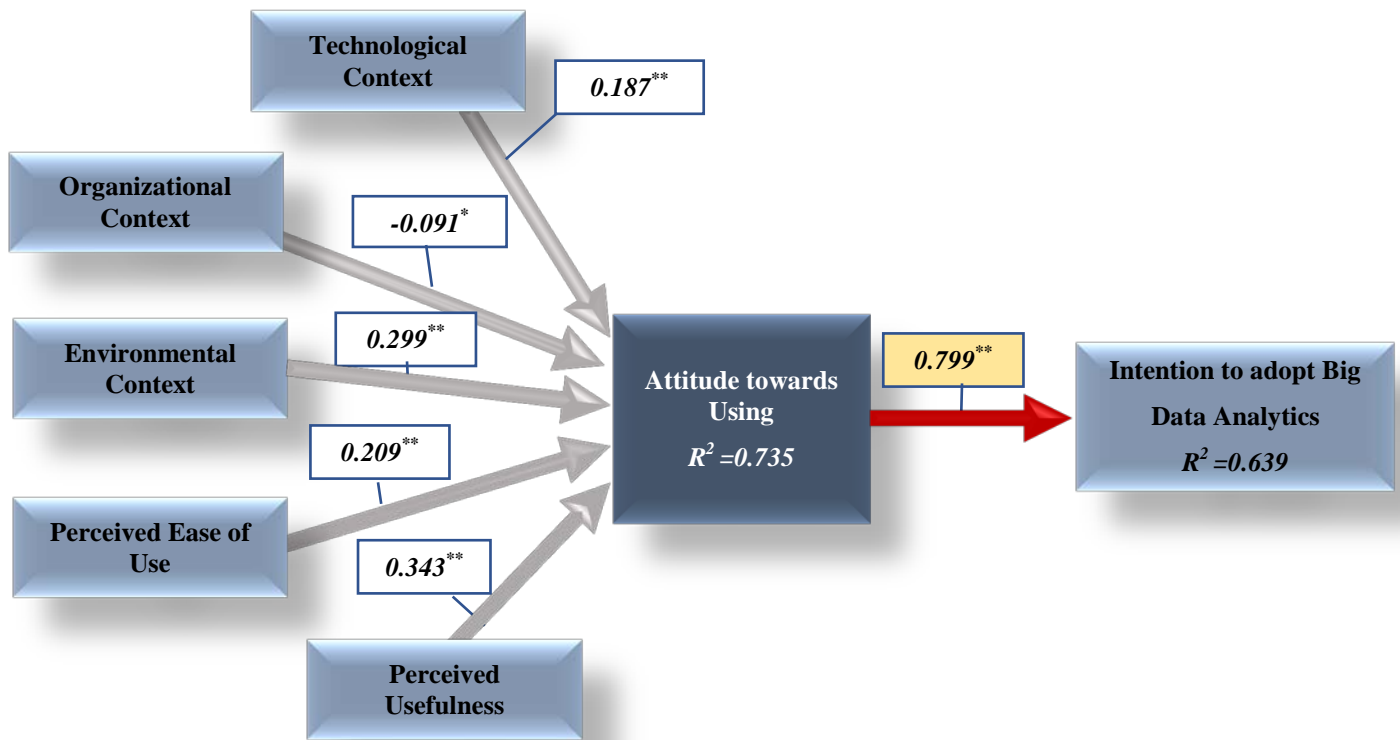 Technological
Context
0.187**
Organizational
Context
-0.091*
Environmental
Context
0.299**
Perceived Ease of
Use
0.209**
0.343**
Perceived
Usefulness
Attitude towards
Using
R² =0.735
0.799**
Intention to adopt Big
Data Analytics
R² =0.639